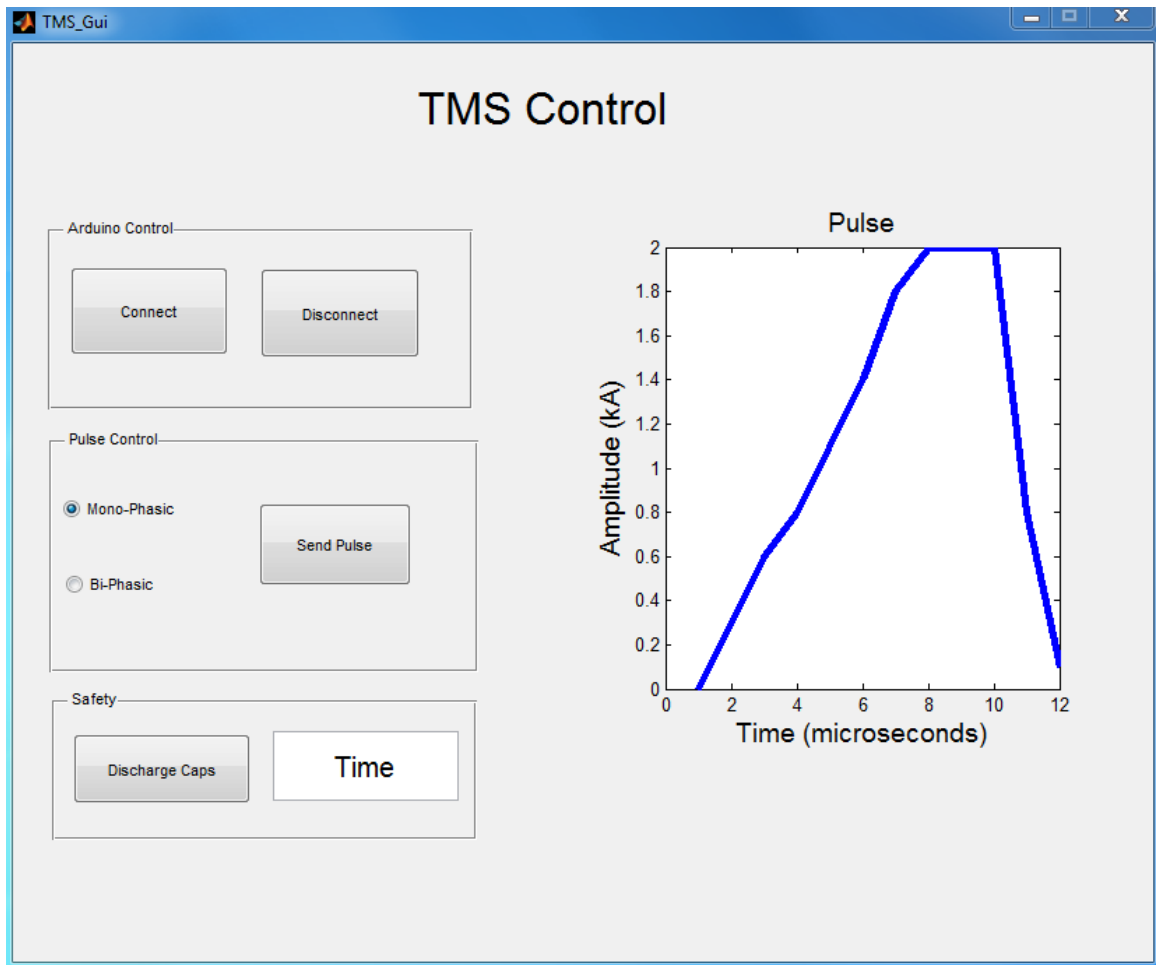 TMS_Gui
TMS Control
Arduino Control
Connect
Disconnect
Pulse Control
Mono-Phasic
Bi-Phasic
Send Pulse
Safety
Discharge Caps
Time
Pulse
Amplitude (kA)
2
1.8
1.6
1.4
1.2
1
0.8
0.6
0.4
0.2
0
0 2 4 6 8 10 12
Time (microseconds)